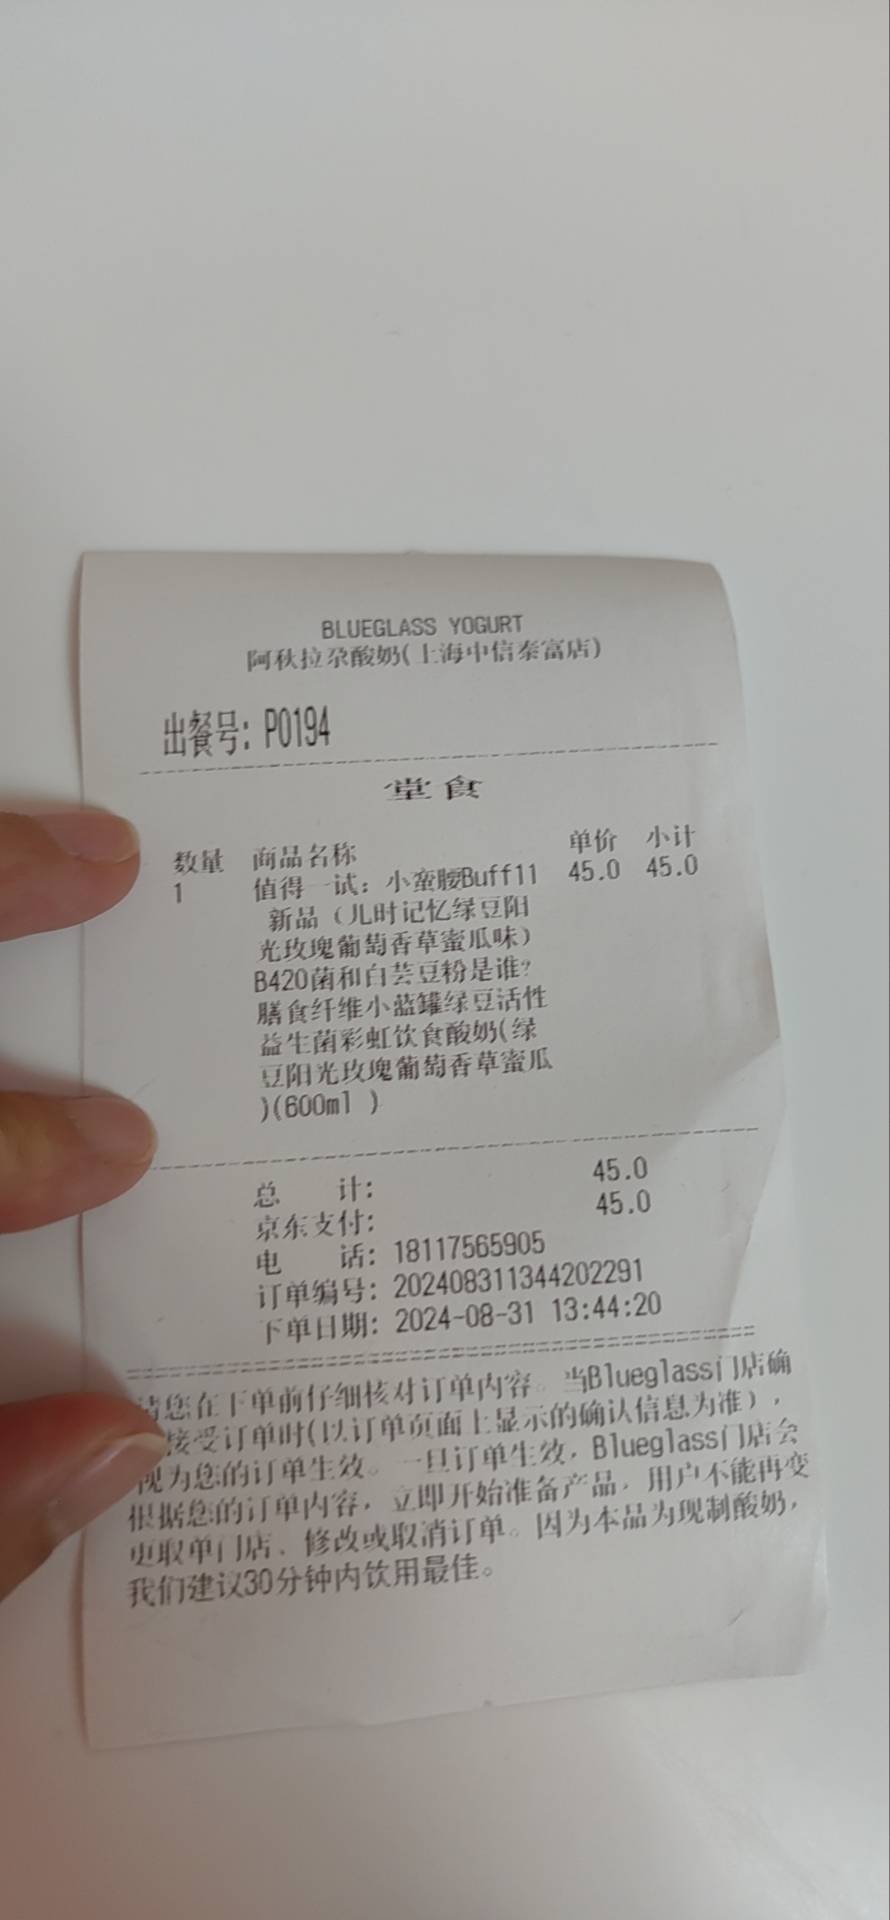 BLUEGLASS YOGURT
阿秋拉尕酸奶(上海中信泰富店)
出餐号: P0194
堂食
数量 商品名称 单价 小计
1 值得一试: 小蛮腰Buff11 45.0 45.0
新品（儿时记忆绿豆阳
光玫瑰葡萄香草蜜瓜味）
B420菌和白芸豆粉是谁?
膳食纤维小蓝罐绿豆活性
益生菌彩虹饮食酸奶(绿
豆阳光玫瑰葡萄香草蜜瓜
)(600ml )
总 计: 45.0
京东支付: 45.0
电 话: 18117565905
订单编号: 202408311344202291
下单日期: 2024-08-31 13:44:20
请您在下单前仔细核对订单内容。当Blueglass门店确
接受订单时(以订单页面上显示的确认信息为准)，
视为您的订单生效。一旦订单生效，Blueglass门店会
根据您的订单内容，立即开始准备产品，用户不能再变
更取单门店、修改或取消订单。因为本品为现制酸奶，
我们建议30分钟内饮用最佳。